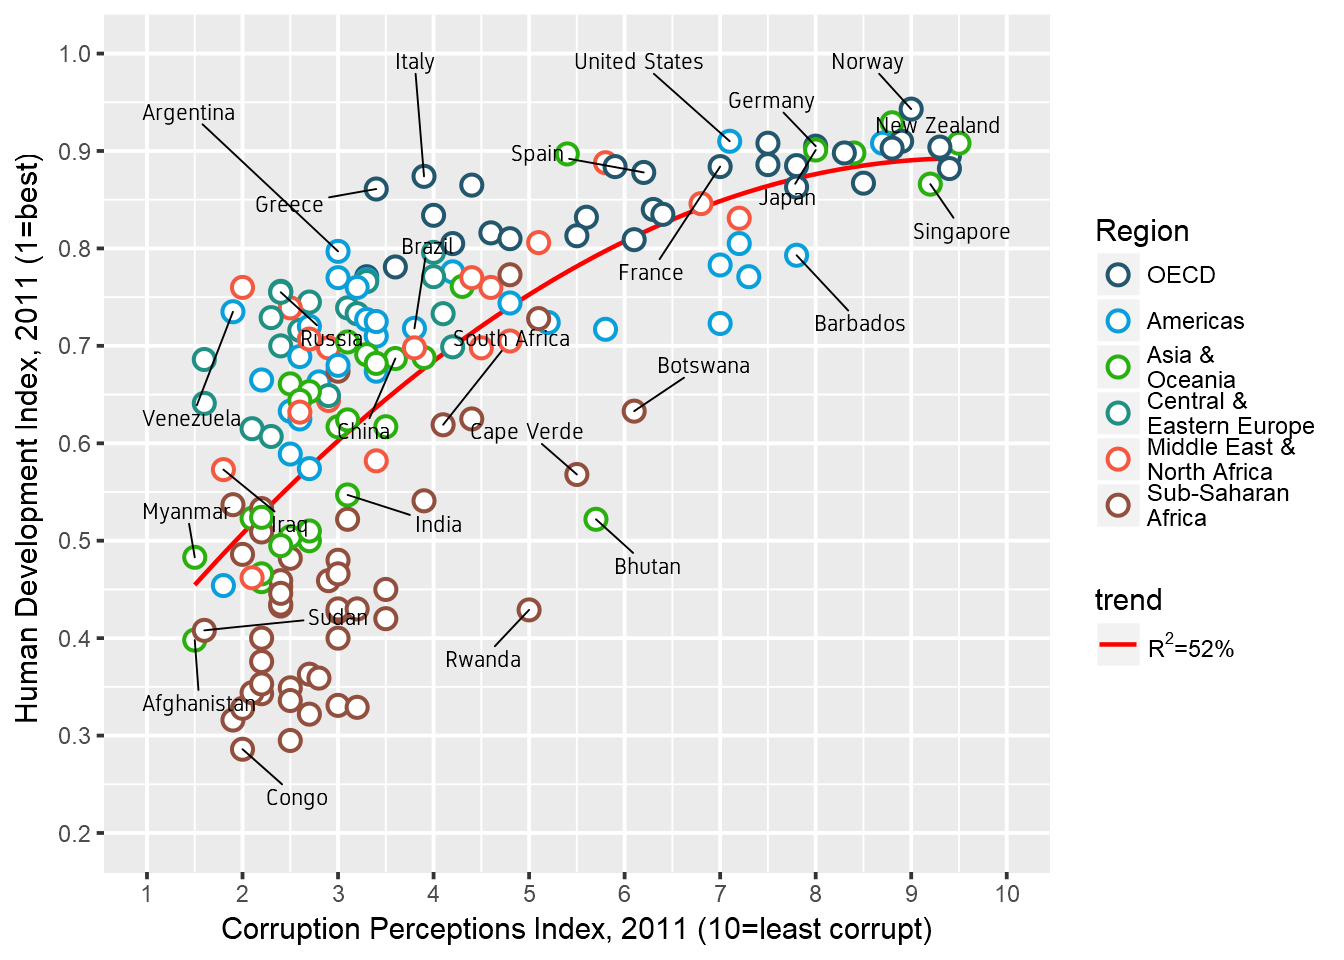 Human Development Index, 2011 (1=best)
1.0
0.9
0.8
0.7
0.6
0.5
0.4
0.3
0.2
Italy
United States
Norway
Argentina
Germany
New Zealand
Spain
Greece
Japan
Singapore
Brazil
France
Barbados
Russia
South Africa
Botswana
Venezuela
China
Cape Verde
Myanmar
Iraq
India
Bhutan
Sudan
Rwanda
Afghanistan
Congo
1 2 3 4 5 6 7 8 9 10
Corruption Perceptions Index, 2011 (10=least corrupt)
Region
OECD
Americas
Asia &
Oceania
Central &
Eastern Europe
Middle East &
North Africa
Sub-Saharan
Africa
trend
R²=52%